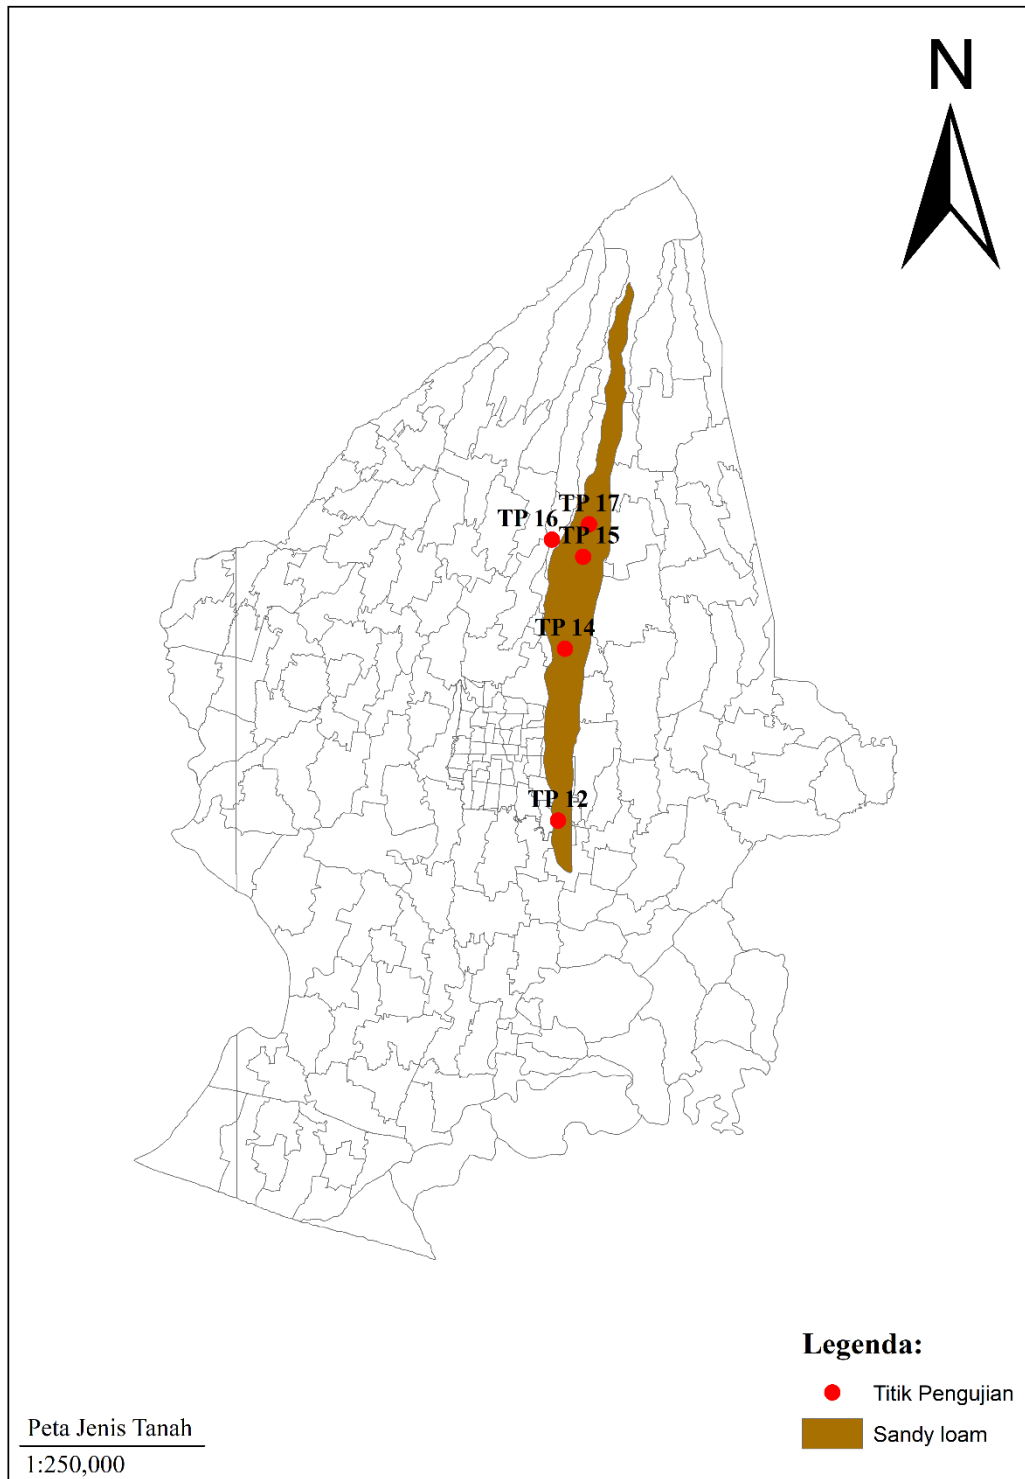 N
TP 17
TP 16
TP 15
TP 14
TP 12
Legenda:
Titik Pengujian
Sandy loam
Peta Jenis Tanah
1:250,000